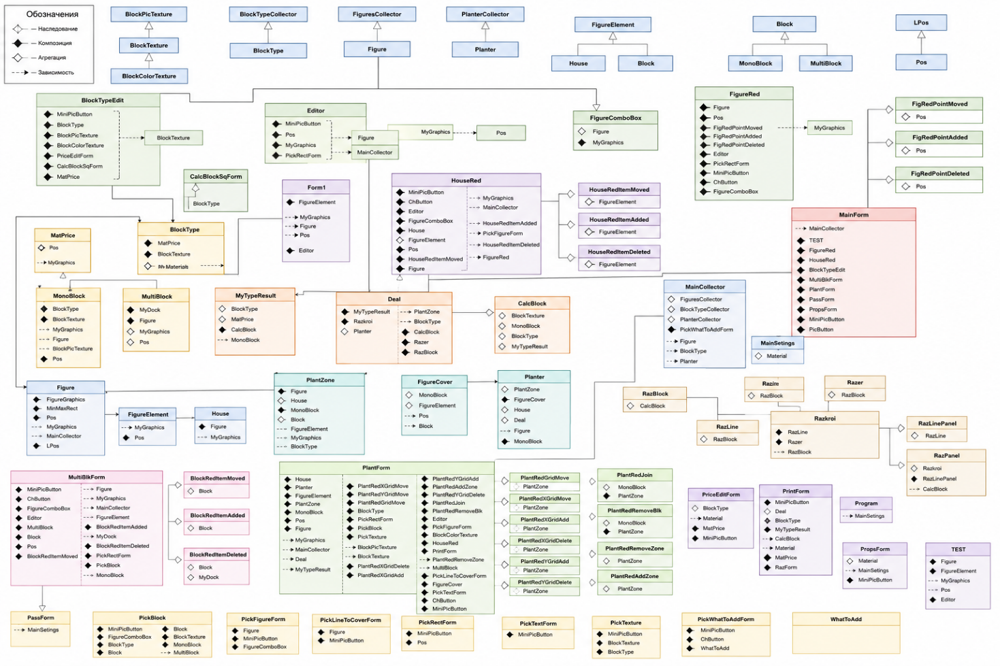 Обозначения
— Наследование
— Композиция
— Агрегация
— Зависимость
BlockPicTexture
BlockTexture
BlockColorTexture
BlockTypeCollector
BlockType
FiguresCollector
Figure
PlanterCollector
Planter
FigureElement
House
Block
Block
MonoBlock
MultiBlock
LPos
Pos
BlockTypeEdit
MiniPicButton
BlockType
BlockPicTexture
BlockColorTexture
PriceEditForm
CalcBlockSqForm
MatPrice
BlockTexture
Editor
MiniPicButton
Pos
MyGraphics
PickRectForm
Figure
MainCollector
MyGraphics
Pos
FigureComboBox
Figure
MyGraphics
FigureRed
Figure
Pos
FigRedPointMoved
FigRedPointAdded
FigRedPointDeleted
Editor
PickRectForm
MiniPicButton
ChButton
FigureComboBox
MyGraphics
FigRedPointMoved
Pos
FigRedPointAdded
Pos
FigRedPointDeleted
Pos
CalcBlockSqForm
BlockType
Form1
FigureElement
MyGraphics
Figure
Pos
Editor
HouseRed
MiniPicButton
ChButton
Editor
FigureComboBox
House
FigureElement
Pos
HouseRedItemMoved
Figure
MyGraphics
MainCollector
HouseRedItemAdded
PickFigureForm
HouseRedItemDeleted
FigureRed
HouseRedItemMoved
FigureElement
HouseRedItemAdded
FigureElement
HouseRedItemDeleted
FigureElement
MainForm
MainCollector
TEST
FigureRed
HouseRed
BlockTypeEdit
MultiBlkForm
PlantForm
PassForm
PropsForm
MiniPicButton
PicButton
MatPrice
Pos
MyGraphics
BlockType
MatPrice
BlockTexture
MonoBlock
BlockType
BlockTexture
MyGraphics
Figure
BlockPicTexture
Pos
MultiBlock
MyDock
Figure
MyGraphics
Pos
MyTypeResult
BlockType
MatPrice
CalcBlock
MonoBlock
Deal
MyTypeResult
Razkroi
Planter
PlantZone
BlockType
CalcBlock
Razer
RazBlock
CalcBlock
BlockTexture
MonoBlock
BlockType
MyTypeResult
MainCollector
FiguresCollector
BlockTypeCollector
PlanterCollector
PickWhatToAddForm
Figure
BlockType
Planter
MainSetings
Material
Figure
FigureGraphics
MinMaxRect
Pos
MyGraphics
MainCollector
LPos
FigureElement
MyGraphics
Pos
House
Figure
MyGraphics
PlantZone
Figure
House
MonoBlock
Block
FigureElement
MyGraphics
BlockType
FigureCover
MonoBlock
FigureElement
Pos
Block
Planter
PlantZone
FigureCover
House
Deal
Figure
MonoBlock
RazBlock
CalcBlock
RazBlock
Razer
RazBlock
RazLine
RazBlock
Razkroi
RazLine
Razer
RazBlock
RazLinePanel
RazLine
RazPanel
Razkroi
RazLinePanel
CalcBlock
MultiBlkForm
MiniPicButton
ChButton
FigureComboBox
Editor
MultiBlock
Block
Pos
BlockRedItemMoved
Figure
MyGraphics
MainCollector
FigureElement
BlockRedItemAdded
MyDock
BlockRedItemDeleted
PickRectForm
PickBlock
MonoBlock
BlockRedItemMoved
Block
BlockRedItemAdded
Block
BlockRedItemDeleted
Block
MyDock
PlantForm
House
Planter
FigureElement
PlantZone
MonoBlock
Pos
Figure
MyGraphics
MainCollector
Deal
MyTypeResult
PlantRedXGridMove
PlantRedYGridMove
PlantRedGridMove
BlockType
PickRectForm
PickBlock
PickTexture
BlockPicTexture
BlockTexture
PlantRedXGridDelete
PlantRedXGridAdd
PlantRedYGridAdd
PlantRedAddZone
PlantRedYGridDelete
PlantRedJoin
PlantRedRemoveBlk
Editor
PickFigureForm
BlockColorTexture
HouseRed
PrintForm
PlantRedRemoveZone
MultiBlock
PickLineToCoverForm
FigureCover
PickTextForm
ChButton
MiniPicButton
PlantRedGridMove
PlantZone
PlantRedXGridMove
PlantZone
PlantRedXGridAdd
PlantZone
PlantRedXGridDelete
PlantZone
PlantRedYGridAdd
PlantZone
PlantRedYGridDelete
PlantZone
PlantRedJoin
MonoBlock
PlantZone
PlantRedRemoveBlk
MonoBlock
PlantZone
PlantRedRemoveZone
PlantZone
PlantRedAddZone
PlantZone
PriceEditForm
BlockType
Material
MatPrice
MiniPicButton
PrintForm
MiniPicButton
Deal
BlockType
MyTypeResult
CalcBlock
Material
MatPrice
RazForm
Program
MainSetings
PropsForm
Material
MainSetings
MiniPicButton
TEST
Figure
FigureElement
MyGraphics
Pos
Editor
PassForm
MainSetings
PickBlock
MiniPicButton
FigureComboBox
BlockType
Block
Block
BlockTexture
MonoBlock
MultiBlock
PickFigureForm
Figure
MiniPicButton
FigureComboBox
PickLineToCoverForm
Figure
MiniPicButton
PickRectForm
MiniPicButton
Pos
PickTextForm
MiniPicButton
PickTexture
MiniPicButton
BlockTexture
BlockType
PickWhatToAddForm
MiniPicButton
ChButton
WhatToAdd
WhatToAdd